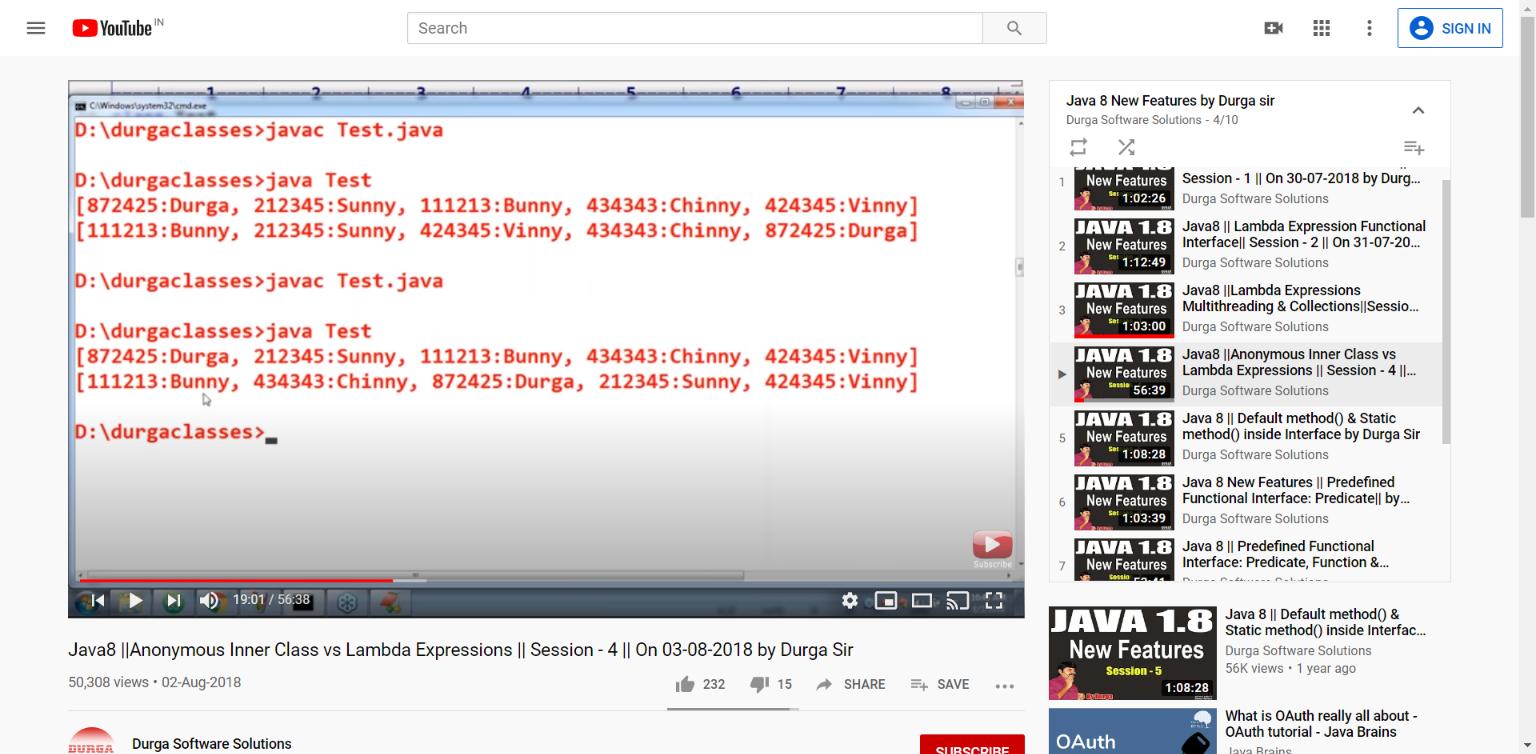 YouTube IN
Search
SIGN IN
1 2 3 4 5 6 7 8
C:\Windows\system32\cmd.exe
D:\durgaclasses>javac Test.java
D:\durgaclasses>java Test
[872425:Durga, 212345:Sunny, 111213:Bunny, 434343:Chinny, 424345:Vinny]
[111213:Bunny, 212345:Sunny, 424345:Vinny, 434343:Chinny, 872425:Durga]
D:\durgaclasses>javac Test.java
D:\durgaclasses>java Test
[872425:Durga, 212345:Sunny, 111213:Bunny, 434343:Chinny, 424345:Vinny]
[111213:Bunny, 434343:Chinny, 872425:Durga, 212345:Sunny, 424345:Vinny]
D:\durgaclasses>
Subscribe
19:01 / 56:38
Java8 ||Anonymous Inner Class vs Lambda Expressions || Session - 4 || On 03-08-2018 by Durga Sir
50,308 views • 02-Aug-2018
232
15
SHARE
SAVE
DURGA
Durga Software Solutions
SUBSCRIBE
Java 8 New Features by Durga sir
Durga Software Solutions - 4/10
1
New Features
1:02:26
Session - 1 || On 30-07-2018 by Durg...
Durga Software Solutions
2
JAVA 1.8
New Features
1:12:49
Java8 || Lambda Expression Functional
Interface|| Session - 2 || On 31-07-20...
Durga Software Solutions
3
JAVA 1.8
New Features
1:03:00
Java8 ||Lambda Expressions
Multithreading & Collections||Sessio...
Durga Software Solutions
JAVA 1.8
New Features
56:39
Java8 ||Anonymous Inner Class vs
Lambda Expressions || Session - 4 ||...
Durga Software Solutions
5
JAVA 1.8
New Features
1:08:28
Java 8 || Default method() & Static
method() inside Interface by Durga Sir
Durga Software Solutions
6
JAVA 1.8
New Features
1:03:39
Java 8 New Features || Predefined
Functional Interface: Predicate|| by...
Durga Software Solutions
7
JAVA 1.8
New Features
Java 8 || Predefined Functional
Interface: Predicate, Function &...
JAVA 1.8
New Features
Session - 5
By Durga
1:08:28
Java 8 || Default method() &
Static method() inside Interfac...
Durga Software Solutions
56K views • 1 year ago
OAuth
What is OAuth really all about -
OAuth tutorial - Java Brains
Java Brains